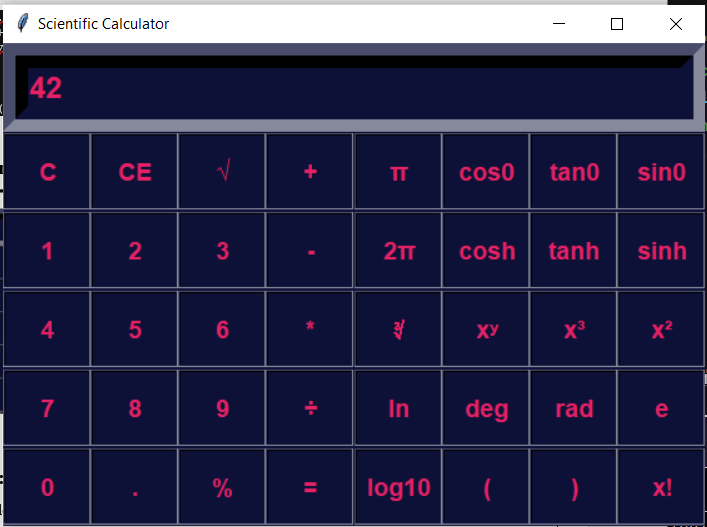 Scientific Calculator
42
C CE √ + π cos0 tan0 sin0
1 2 3 - 2π cosh tanh sinh
4 5 6 * ∛ xʸ x³ x²
7 8 9 ÷ ln deg rad e
0 . % = log10 ( ) x!